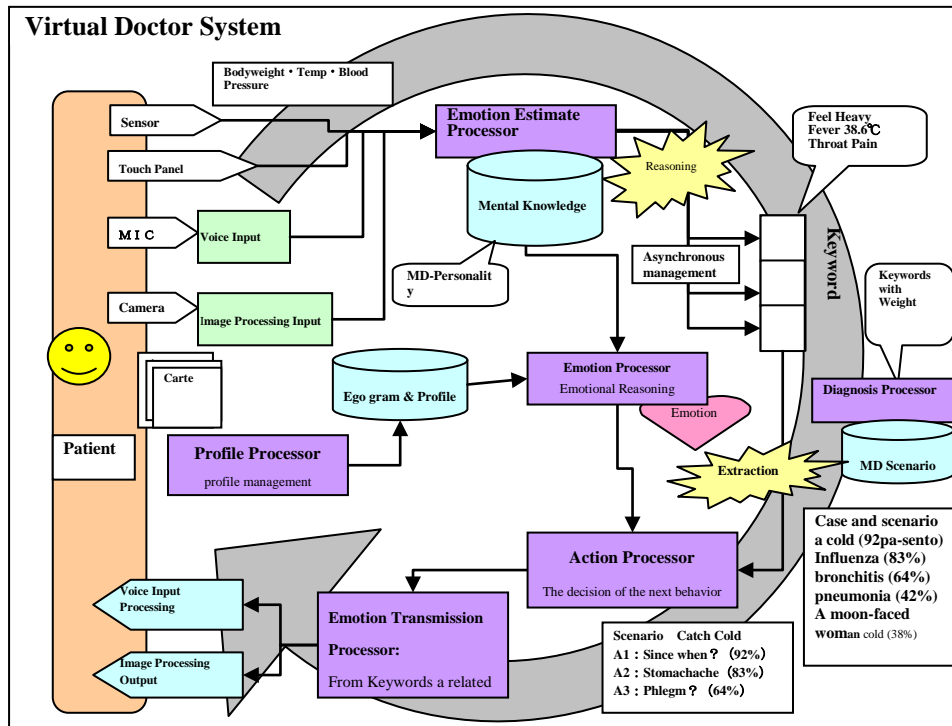 Virtual Doctor System
Bodyweight・Temp・Blood
Pressure
Sensor
Touch Panel
ＭＩＣ
Voice Input
Camera
Image Processing Input
Emotion Estimate
Processor
Reasoning
Feel Heavy
Fever 38.6℃
Throat Pain
Mental Knowledge
MD-Personalit
y
Asynchronous
management
Keyword
Keywords
with
Weight
Carte
Ego gram & Profile
Emotion Processor
Emotional Reasoning
Emotion
Diagnosis Processor
Patient
Profile Processor
profile management
Extraction
MD Scenario
Case and scenario
a cold (92pa-sento)
Influenza (83%)
bronchitis (64%)
pneumonia (42%)
A moon-faced
woman cold (38%)
Action Processor
The decision of the next behavior
Voice Input
Processing
Image Processing
Output
Emotion Transmission
Processor:
From Keywords a related
Scenario　Catch Cold
A1：Since when？（92%）
A2：Stomachache（83%）
A3：Phlegm？（64%）